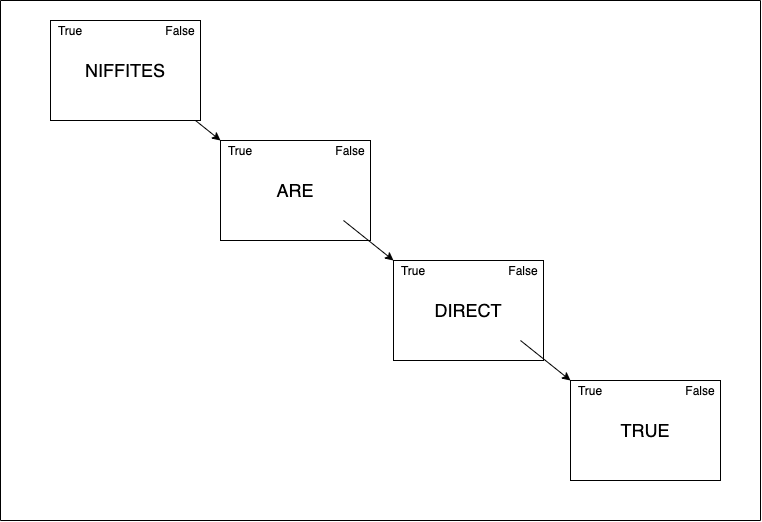 True False
NIFFITES
True False
ARE
True False
DIRECT
True False
TRUE